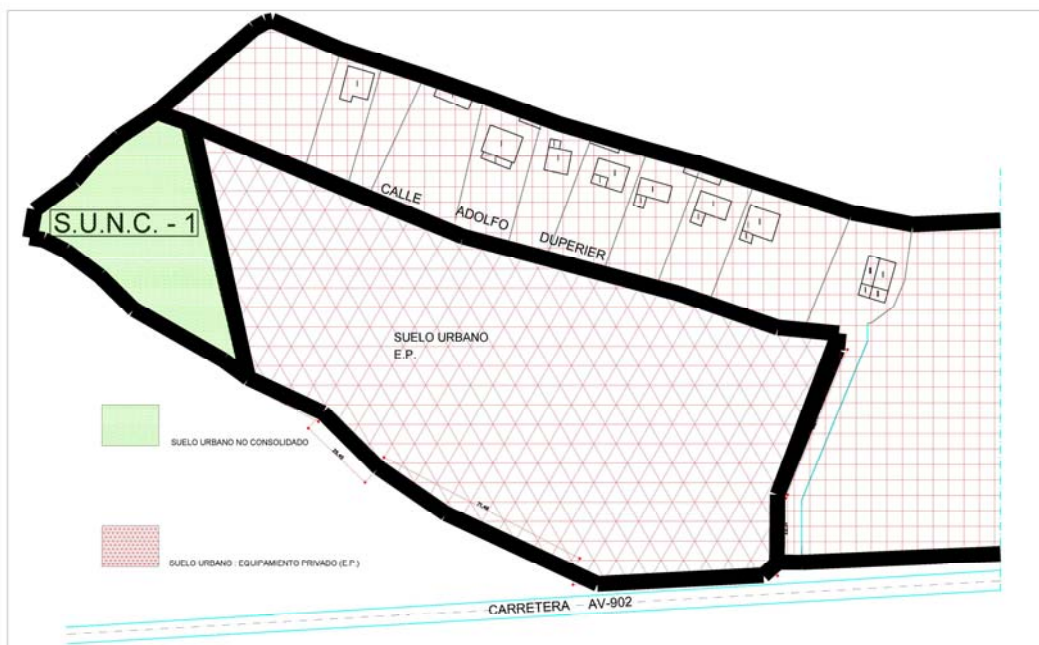 S.U.N.C. - 1
CALLE ADOLFO DUPERIER
SUELO URBANO
E.P.
SUELO URBANO NO CONSOLIDADO
SUELO URBANO : EQUIPAMIENTO PRIVADO (E.P.)
CARRETERA AV-902